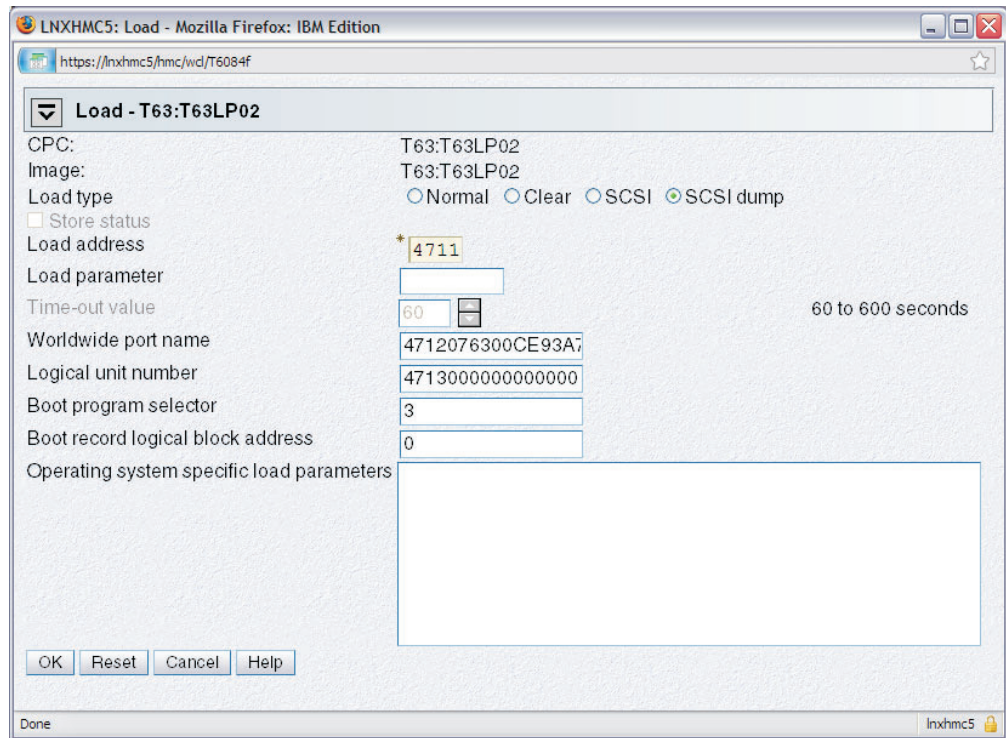 LNXHMC5: Load - Mozilla Firefox: IBM Edition
https://lnxhmc5/hmc/wcl/T6084f
Load - T63:T63LP02
CPC: T63:T63LP02
Image: T63:T63LP02
Load type Normal Clear SCSI SCSI dump
Store status
Load address * 4711
Load parameter
Time-out value 60 60 to 600 seconds
Worldwide port name 4712076300CE93A7
Logical unit number 4713000000000000
Boot program selector 3
Boot record logical block address 0
Operating system specific load parameters
OK Reset Cancel Help
Done lnxhmc5